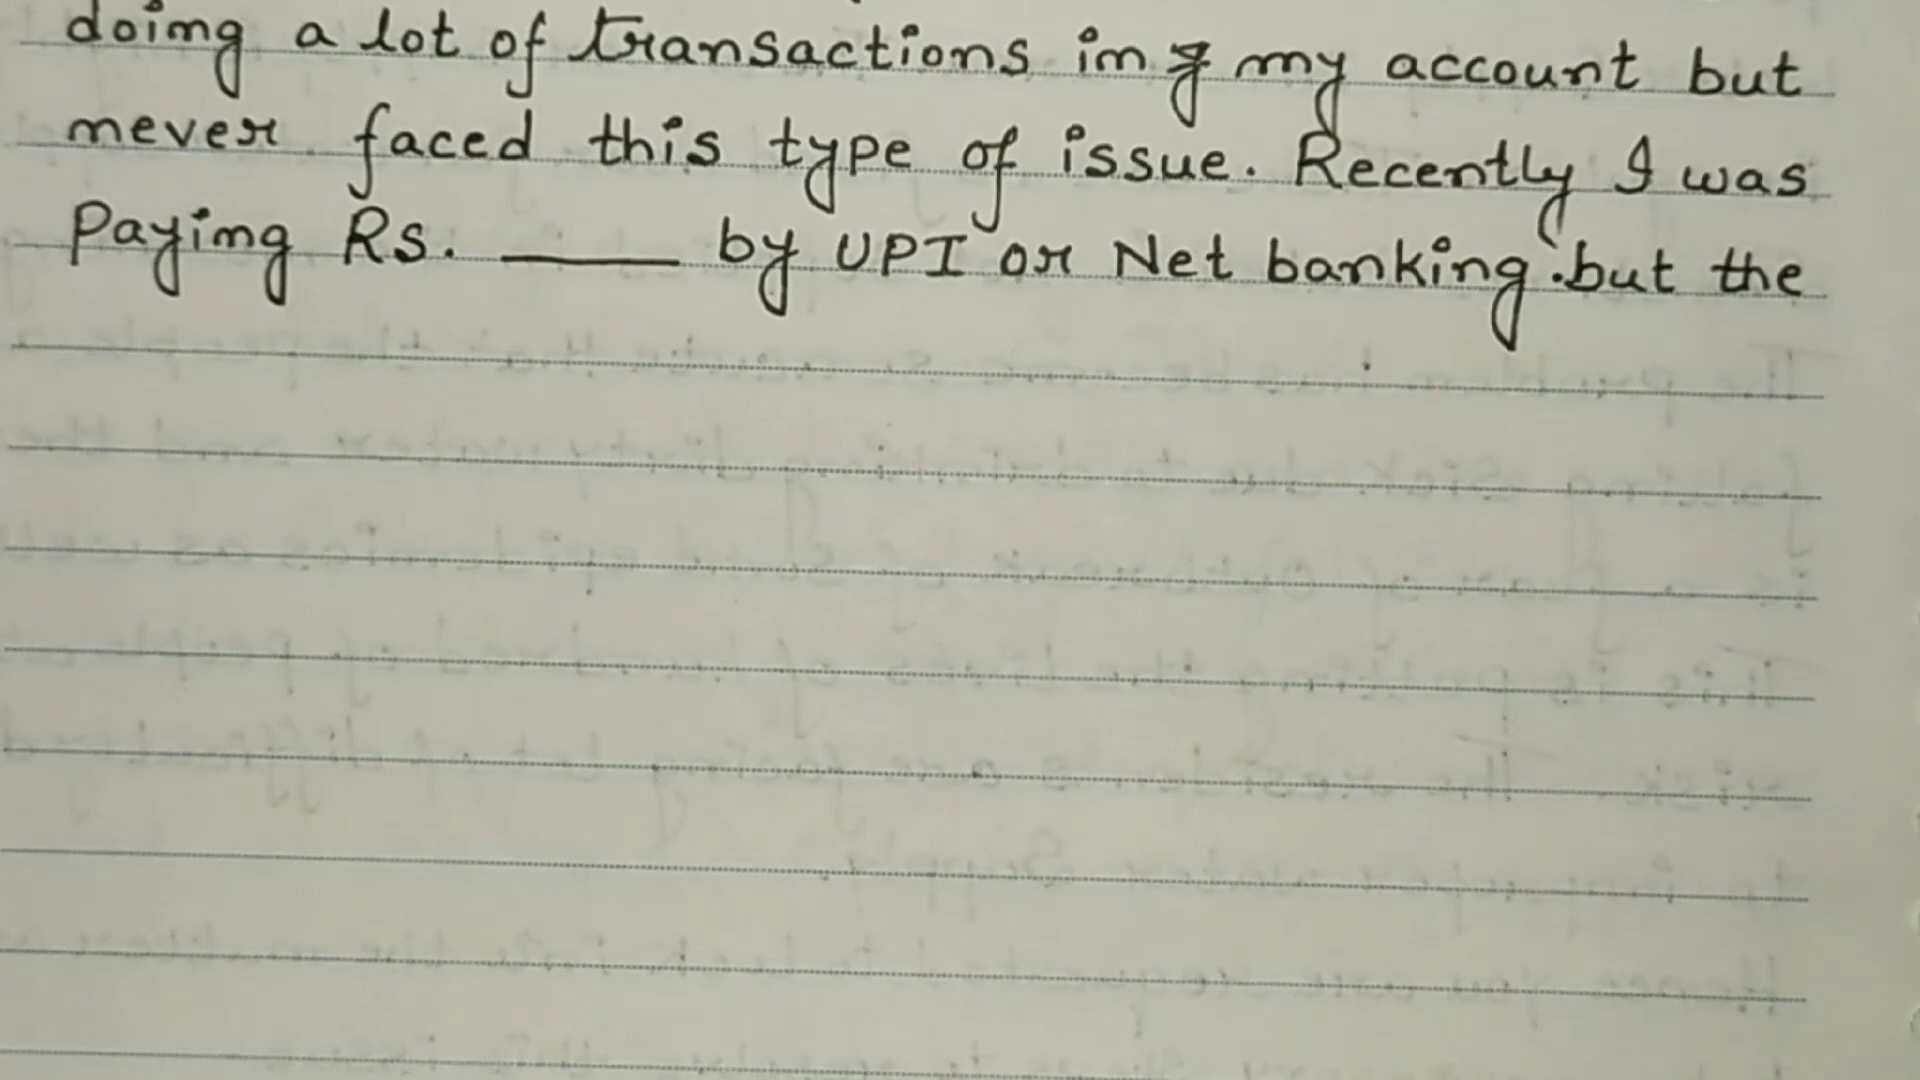 doing a lot of transactions in my account but
never faced this type of issue. Recently I was
Paying Rs. _____ by UPI or Net banking. but the